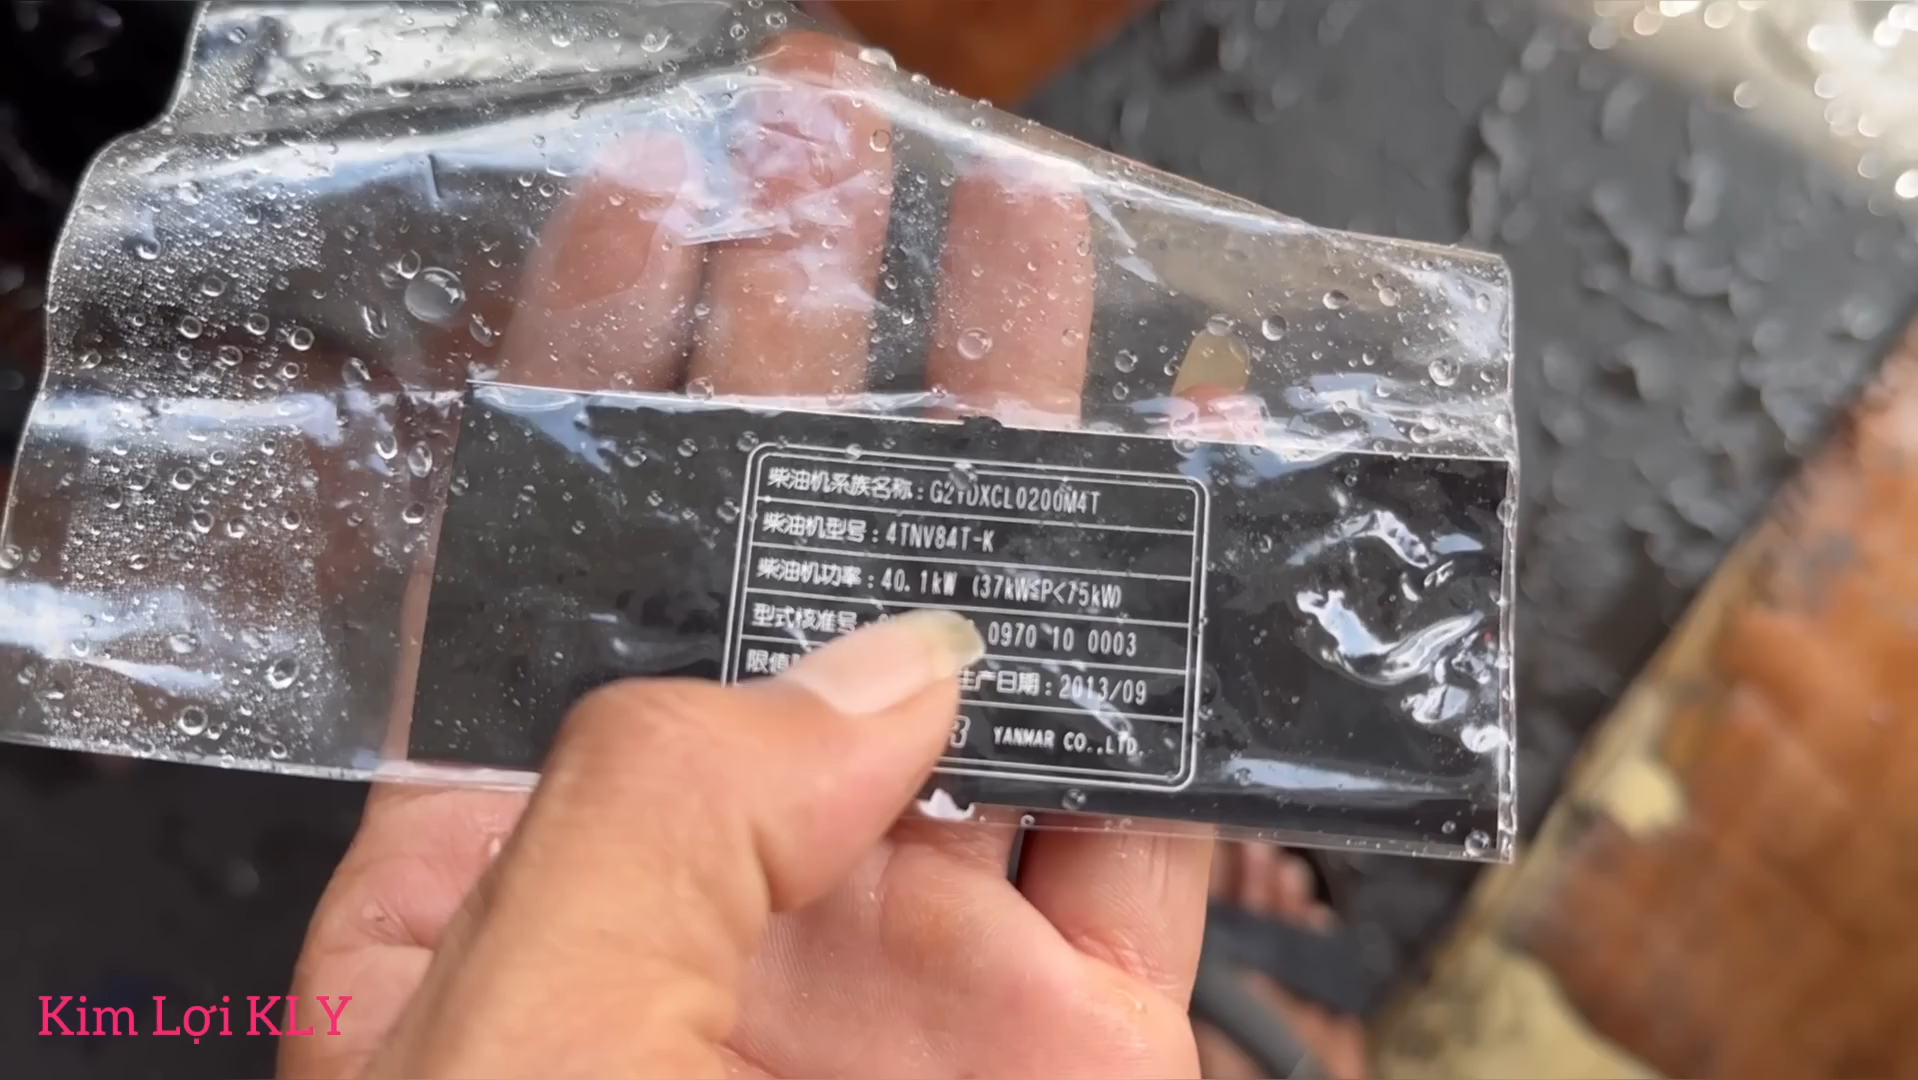 柴油机系族名称：G2YDXCL0200M4T
柴油机型号：4TNV84T-K
柴油机功率：40.1kW (37kW≤P<75kW)
型式核准号 0970 10 0003
生产日期：2013/09
YANMAR CO.,LTD.
Kim Lợi KLY